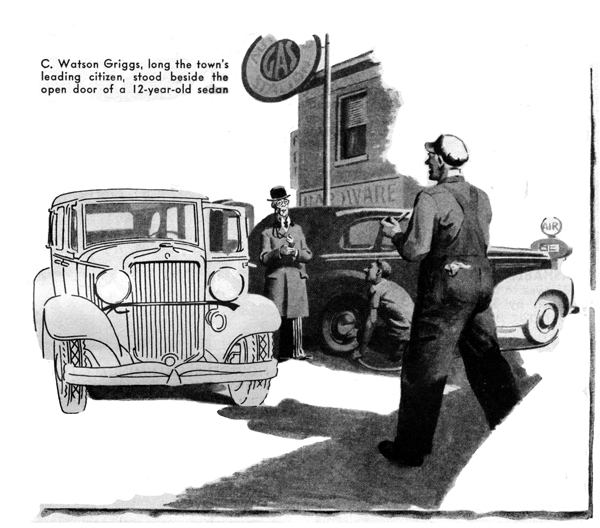 C. Watson Griggs, long the town's
leading citizen, stood beside the
open door of a 12-year-old sedan
GAS
HARDWARE
AIR